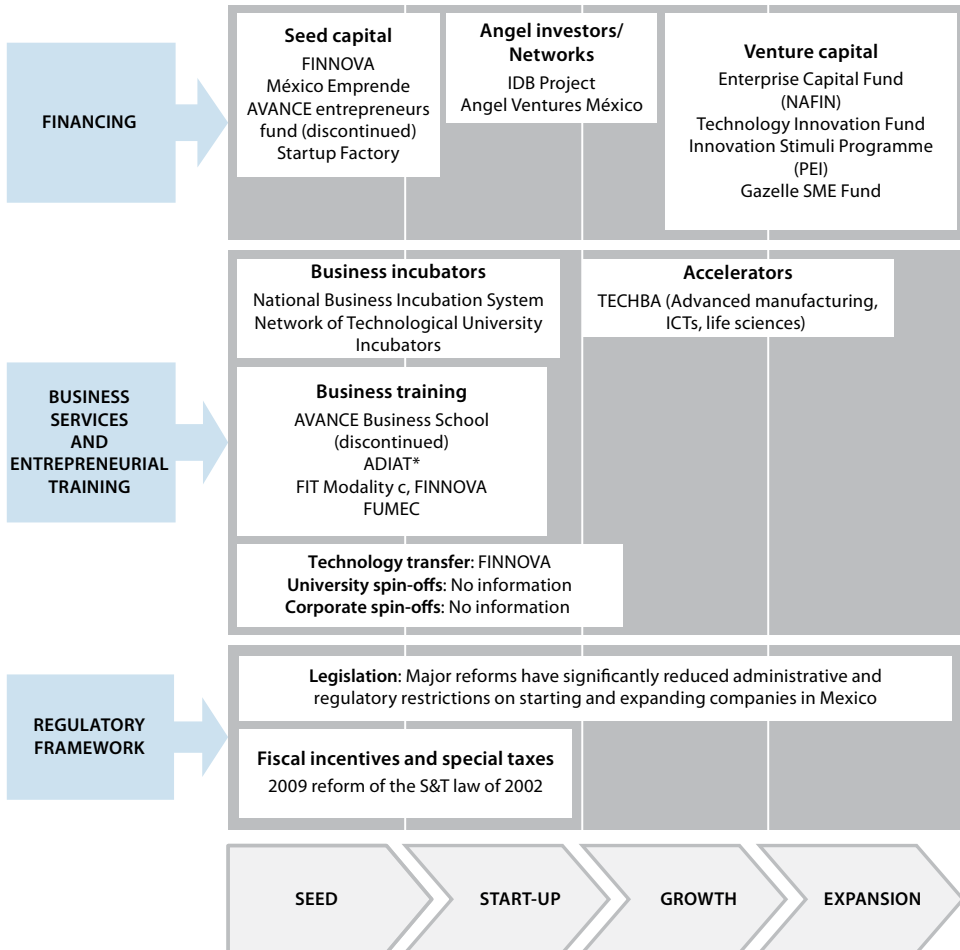 FINANCING
Seed capital
FINNOVA
México Emprende
AVANCE entrepreneurs
fund (discontinued)
Startup Factory
Angel investors/
Networks
IDB Project
Angel Ventures México
Venture capital
Enterprise Capital Fund
(NAFIN)
Technology Innovation Fund
Innovation Stimuli Programme
(PEI)
Gazelle SME Fund
BUSINESS
SERVICES
AND
ENTREPRENEURIAL
TRAINING
Business incubators
National Business Incubation System
Network of Technological University
Incubators
Accelerators
TECHBA (Advanced manufacturing,
ICTs, life sciences)
Business training
AVANCE Business School
(discontinued)
ADIAT*
FIT Modality c, FINNOVA
FUMEC
Technology transfer: FINNOVA
University spin-offs: No information
Corporate spin-offs: No information
REGULATORY
FRAMEWORK
Legislation: Major reforms have significantly reduced administrative and
regulatory restrictions on starting and expanding companies in Mexico
Fiscal incentives and special taxes
2009 reform of the S&T law of 2002
SEED
START-UP
GROWTH
EXPANSION